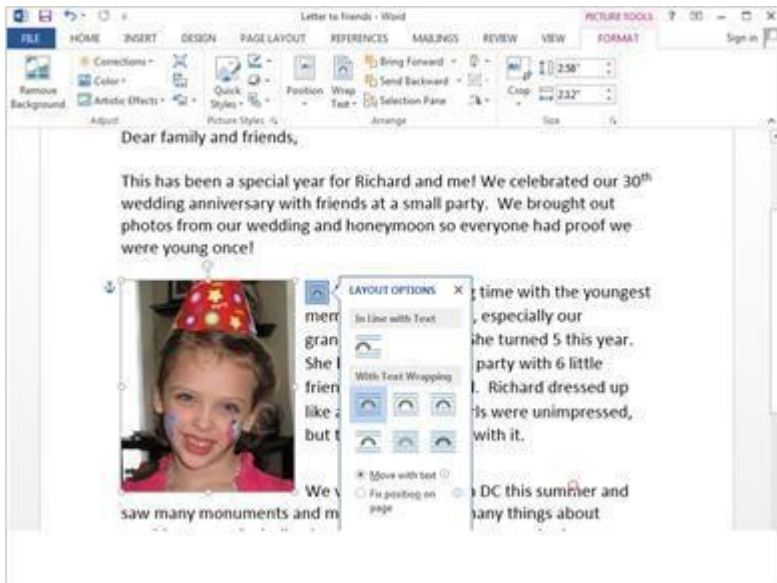 Letter to friends - Word
PICTURE TOOLS
?
FILE HOME INSERT DESIGN PAGE LAYOUT REFERENCES MAILINGS REVIEW VIEW FORMAT Sign in
Remove Background
Corrections
Color
Artistic Effects
Adjust
Quick Styles
Picture Styles
Position
Wrap Text
Bring Forward
Send Backward
Selection Pane
Arrange
Crop
2.58"
2.32"
Size
Dear family and friends,
This has been a special year for Richard and me! We celebrated our 30th
wedding anniversary with friends at a small party. We brought out
photos from our wedding and honeymoon so everyone had proof we
were young once!
time with the youngest
mem , especially our
gran she turned 5 this year.
She party with 6 little
frien . Richard dressed up
like a rls were unimpressed,
but t with it.
LAYOUT OPTIONS X
In Line with Text
With Text Wrapping
Move with text
Fix position on
page
We v DC this summer and
saw many monuments and m any things about